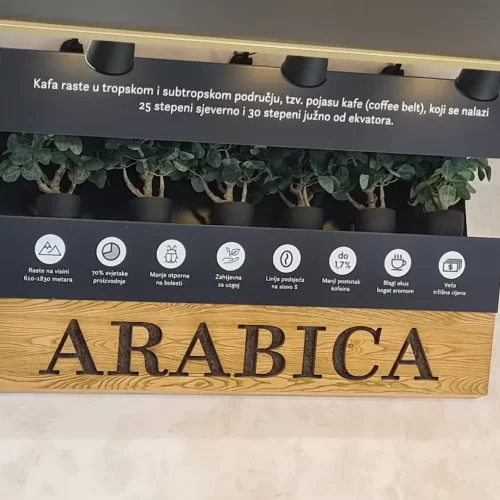 Kafa raste u tropskom i subtropskom području, tzv. pojasu kafe (coffee belt), koji se nalazi
25 stepeni sjeverno i 30 stepeni južno od ekvatora.
Raste na visini
610-1830 metara
70% svjetske
proizvodnje
Manje otporna
na bolesti
Zahtjevna
za uzgoj
Linija podsjeća
na slovo S
do
1,7%
Manji postotak
kofeina
Blagi okus
bogat aromom
Veća
tržišna cijena
ARABICA